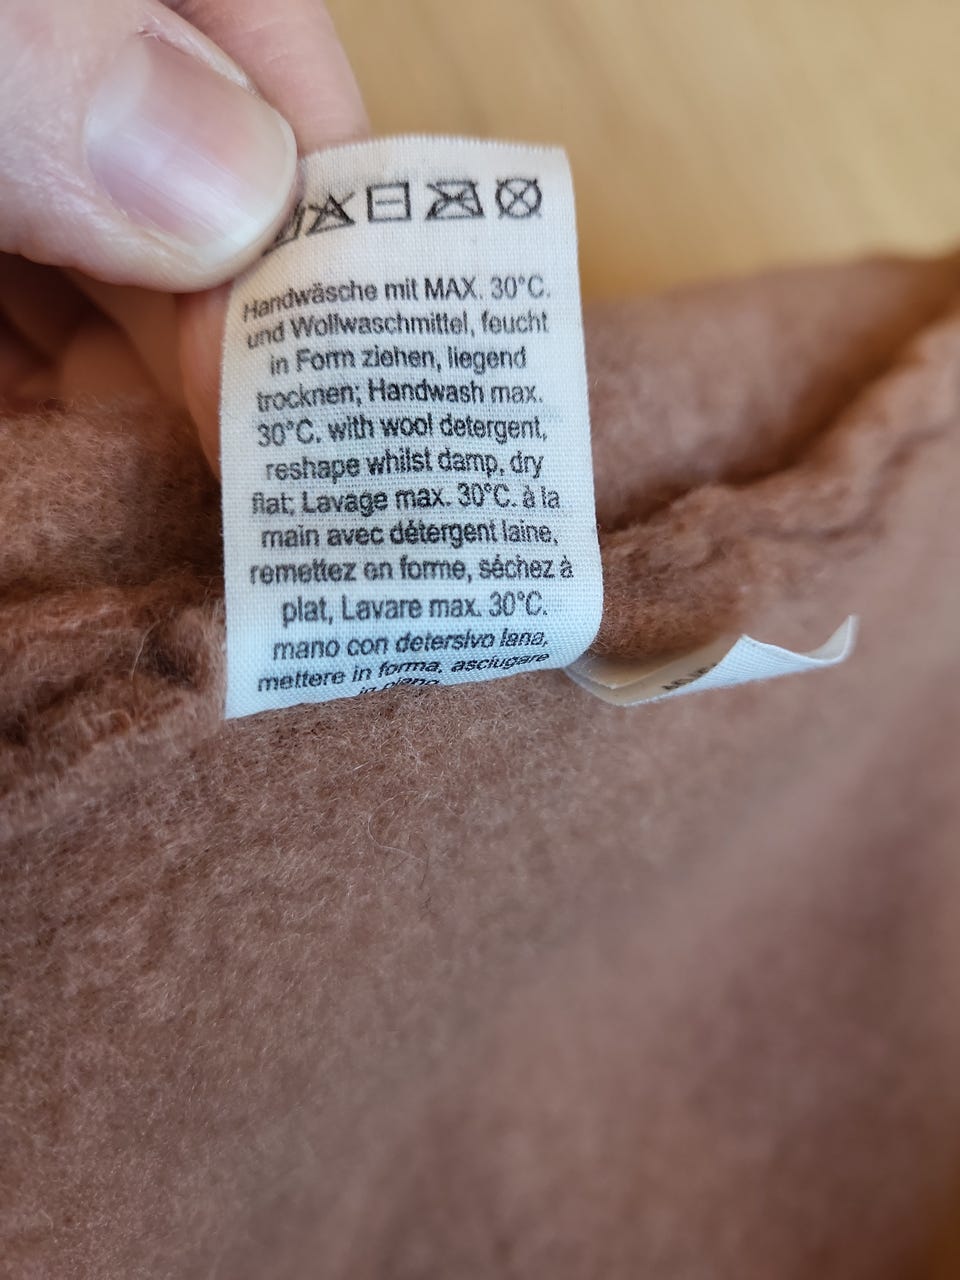 Handwäsche mit MAX. 30°C.
und Wollwaschmittel, feucht
in Form ziehen, liegend
trocknen; Handwash max.
30°C. with wool detergent,
reshape whilst damp, dry
flat; Lavage max. 30°C. à la
main avec détergent laine,
remettez en forme, séchez à
plat, Lavare max. 30°C.
mano con detersivo lana,
mettere in forma, asciugare
in piano